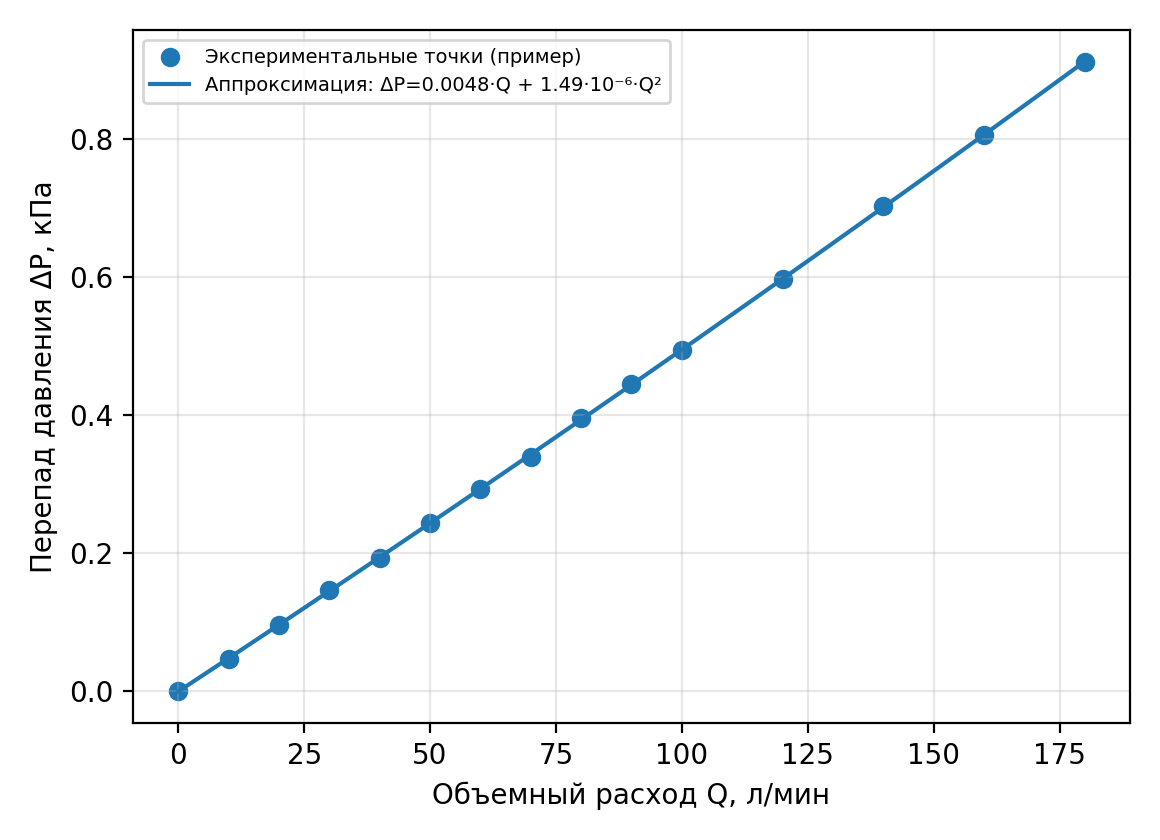 Экспериментальные точки (пример)
Аппроксимация: ΔP=0.0048·Q + 1.49·10⁻⁶·Q²
Перепад давления ΔP, кПа
0.8
0.6
0.4
0.2
0.0
0 25 50 75 100 125 150 175
Объемный расход Q, л/мин